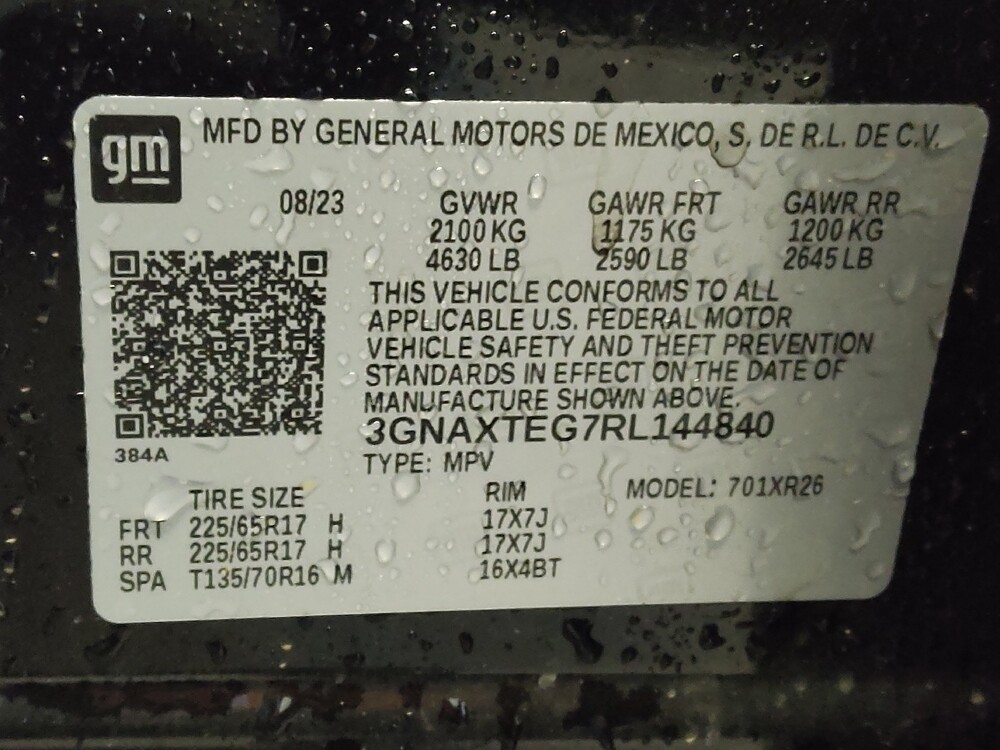 gm
MFD BY GENERAL MOTORS DE MEXICO, S. DE R.L. DE C.V.
08/23 GVWR GAWR FRT GAWR RR
2100 KG 1175 KG 1200 KG
4630 LB 2590 LB 2645 LB
THIS VEHICLE CONFORMS TO ALL
APPLICABLE U.S. FEDERAL MOTOR
VEHICLE SAFETY AND THEFT PREVENTION
STANDARDS IN EFFECT ON THE DATE OF
MANUFACTURE SHOWN ABOVE.
3GNAXTEG7RL144840
384A
TYPE: MPV
TIRE SIZE RIM MODEL: 701XR26
FRT 225/65R17 H 17X7J
RR 225/65R17 H 17X7J
SPA T135/70R16 M 16X4BT